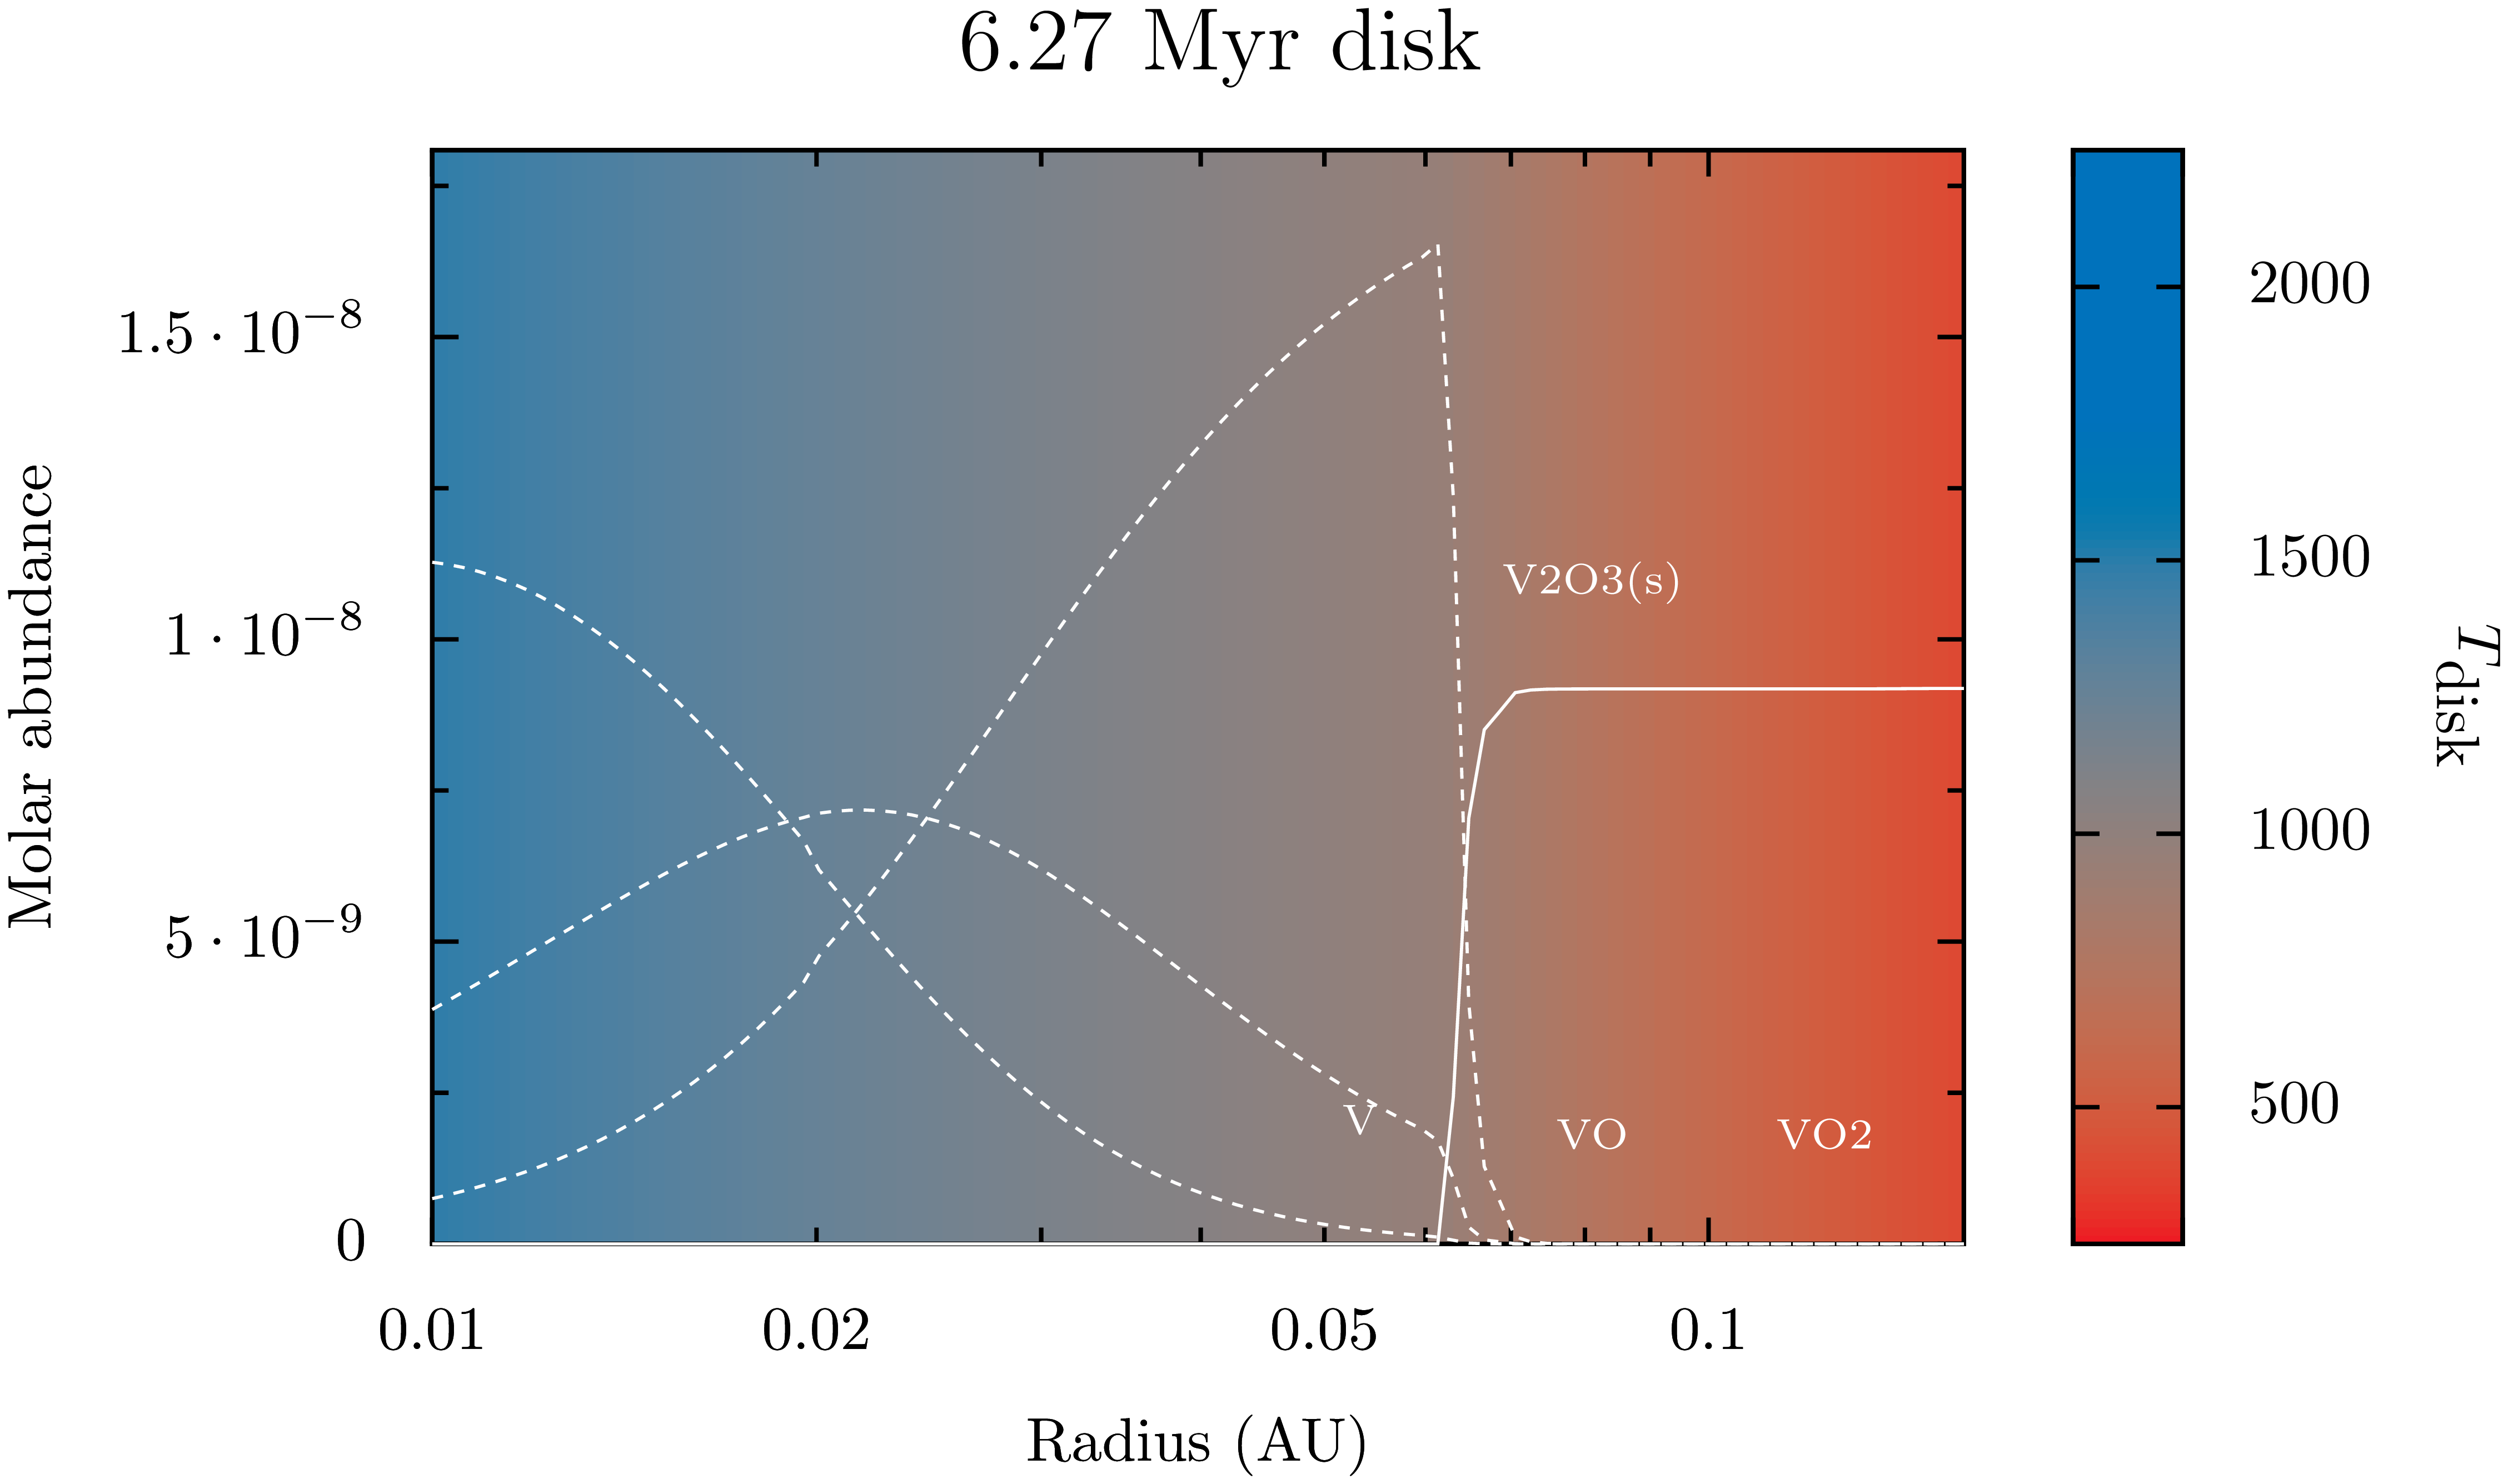 6.27 Myr disk
Molar abundance
1.5 · 10⁻⁸
1 · 10⁻⁸
5 · 10⁻⁹
0
V2O3(s)
V
VO
VO2
0.01
0.02
0.05
0.1
Radius (AU)
2000
1500
1000
500
T_disk